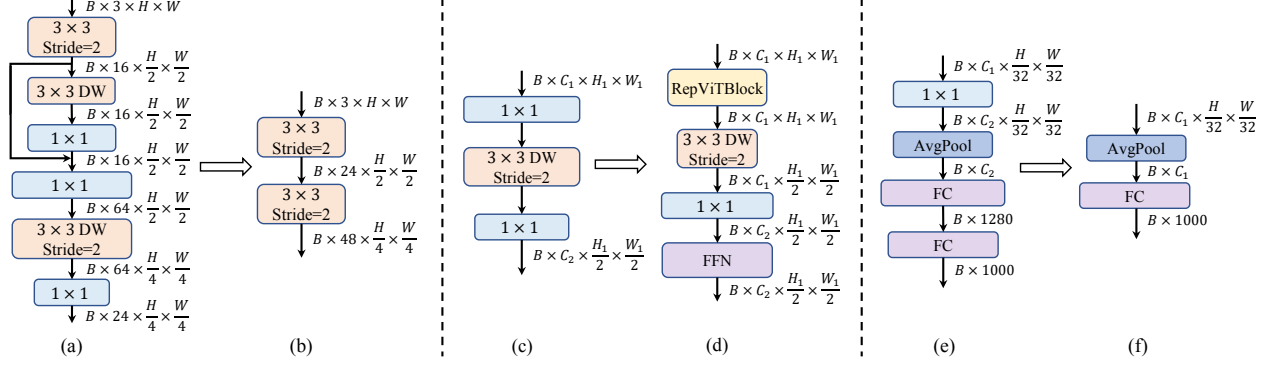 B × 3 × H × W
3 × 3
Stride=2
B × 16 × H/2 × W/2
3 × 3 DW
B × 16 × H/2 × W/2
1 × 1
B × 16 × H/2 × W/2
1 × 1
B × 64 × H/2 × W/2
3 × 3 DW
Stride=2
B × 64 × H/4 × W/4
1 × 1
B × 24 × H/4 × W/4
(a)
B × 3 × H × W
3 × 3
Stride=2
B × 24 × H/2 × W/2
3 × 3
Stride=2
B × 48 × H/4 × W/4
(b)
B × C₁ × H₁ × W₁
1 × 1
3 × 3 DW
Stride=2
1 × 1
B × C₂ × H₁/2 × W₁/2
(c)
B × C₁ × H₁ × W₁
RepViTBlock
B × C₁ × H₁ × W₁
3 × 3 DW
Stride=2
B × C₁ × H₁/2 × W₁/2
1 × 1
B × C₂ × H₁/2 × W₁/2
FFN
B × C₂ × H₁/2 × W₁/2
(d)
B × C₁ × H/32 × W/32
1 × 1
B × C₂ × H/32 × W/32
AvgPool
B × C₂
FC
B × 1280
FC
B × 1000
(e)
B × C₁ × H/32 × W/32
AvgPool
B × C₁
FC
B × 1000
(f)